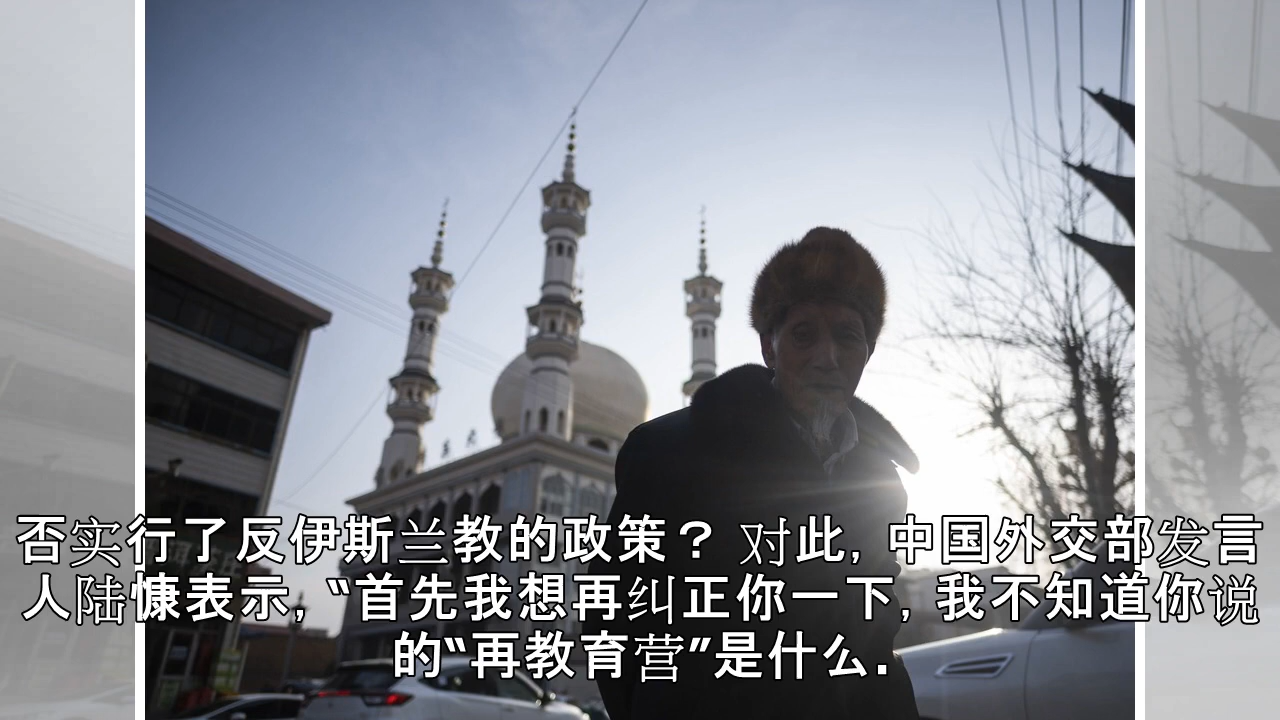 否实行了反伊斯兰教的政策？ 对此, 中国外交部发言
人陆慷表示, “首先我想再纠正你一下, 我不知道你说
的“再教育营”是什么.